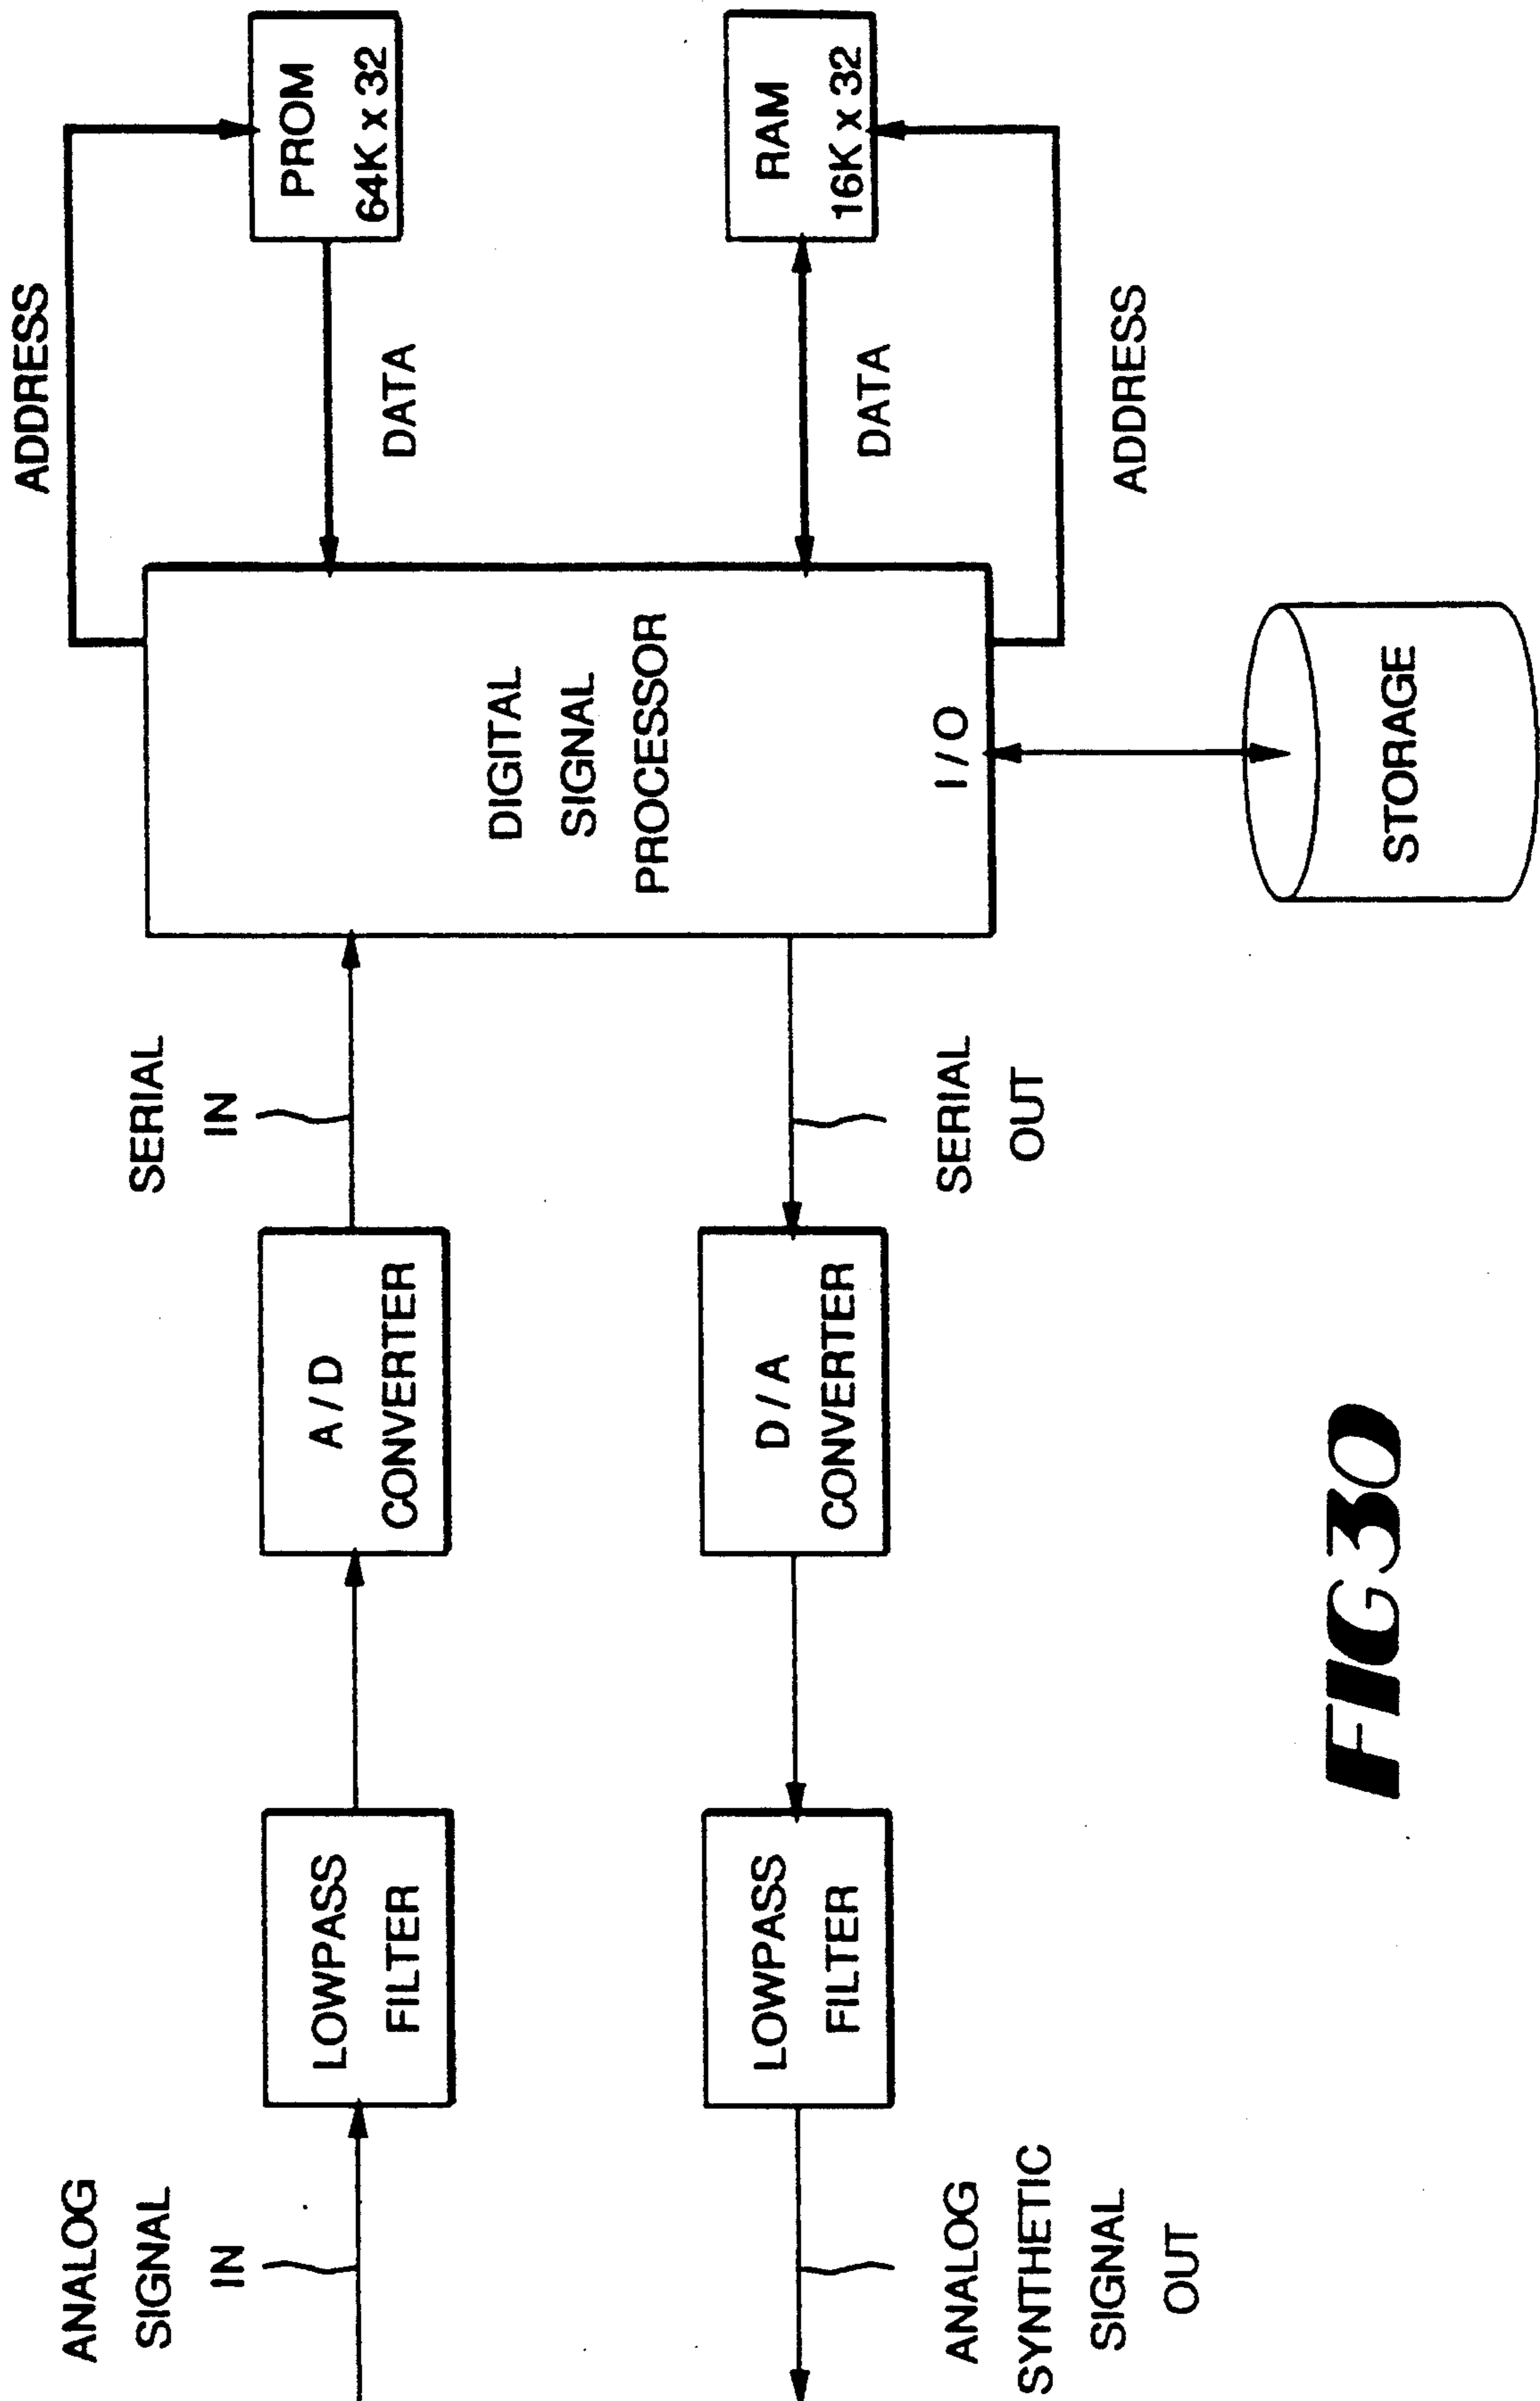 ANALOG
SIGNAL
IN
LOWPASS
FILTER
A / D
CONVERTER
SERIAL
IN
DIGITAL
SIGNAL
PROCESSOR
I / O
ADDRESS
DATA
PROM
64K x 32
RAM
16K x 32
DATA
ADDRESS
SERIAL
OUT
D / A
CONVERTER
LOWPASS
FILTER
ANALOG
SYNTHETIC
SIGNAL
OUT
STORAGE
FIG 30